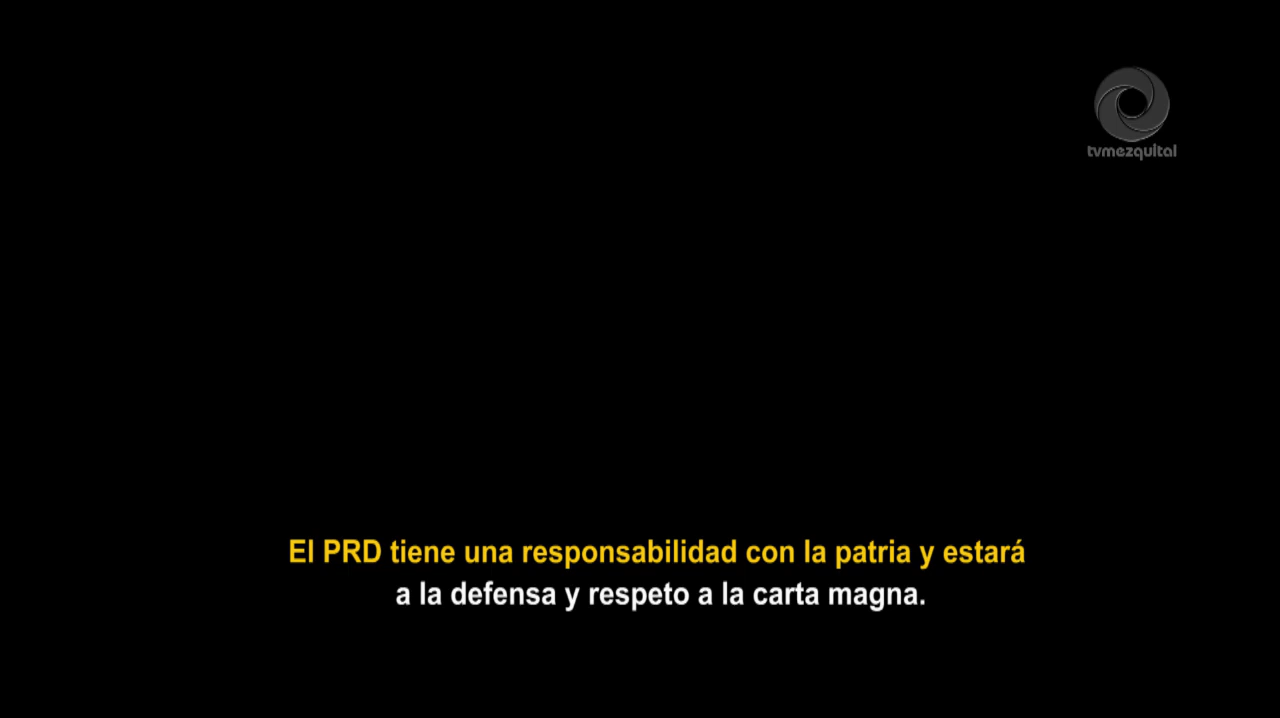 tvmezquital
El PRD tiene una responsabilidad con la patria y estará
a la defensa y respeto a la carta magna.